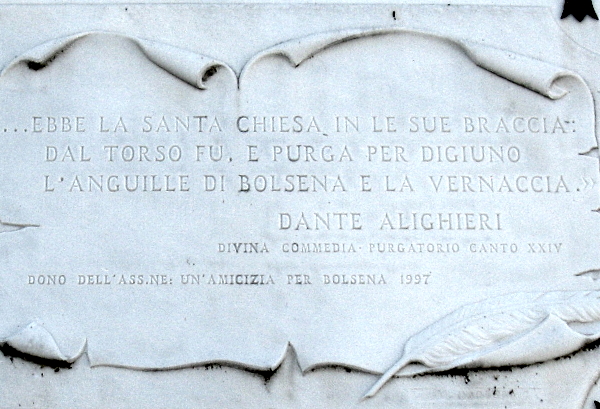 ...EBBE LA SANTA CHIESA IN LE SUE BRACCIA:
DAL TORSO FU, E PURGA PER DIGIUNO
L'ANGUILLE DI BOLSENA E LA VERNACCIA.»
DANTE ALIGHIERI
DIVINA COMMEDIA· PURGATORIO CANTO XXIV
DONO DELL'ASS.NE: UN'AMICIZIA PER BOLSENA 1997